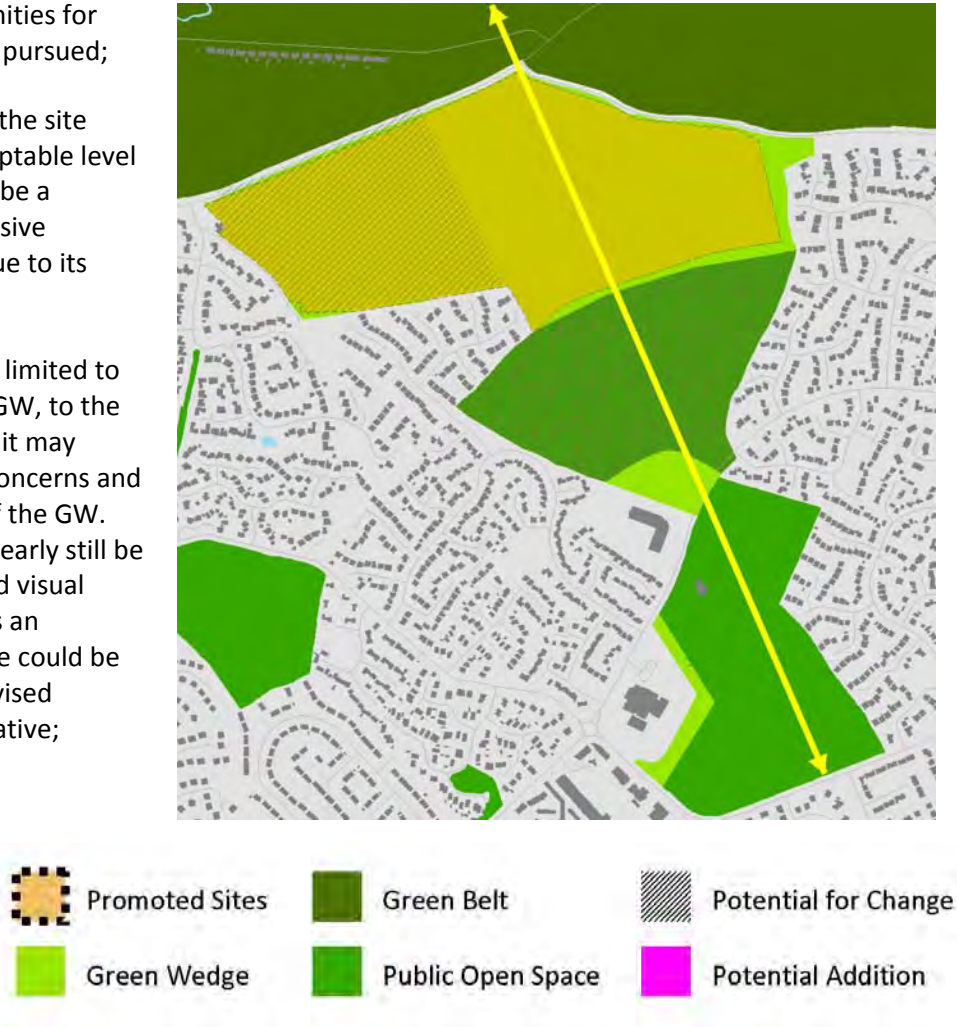 nities for
pursued;
the site
ptable level
be a
sive
ue to its
limited to
GW, to the
it may
oncerns and
f the GW.
early still be
d visual
s an
e could be
vised
ative;
Promoted Sites
Green Belt
Potential for Change
Green Wedge
Public Open Space
Potential Addition